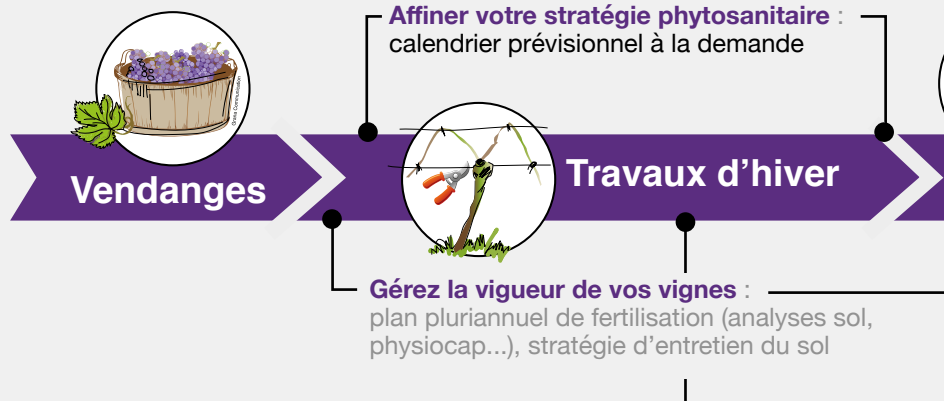 Affiner votre stratégie phytosanitaire :
calendrier prévisionnel à la demande
Vendanges
Travaux d’hiver
Gérez la vigueur de vos vignes :
plan pluriannuel de fertilisation (analyses sol,
physiocap...), stratégie d’entretien du sol